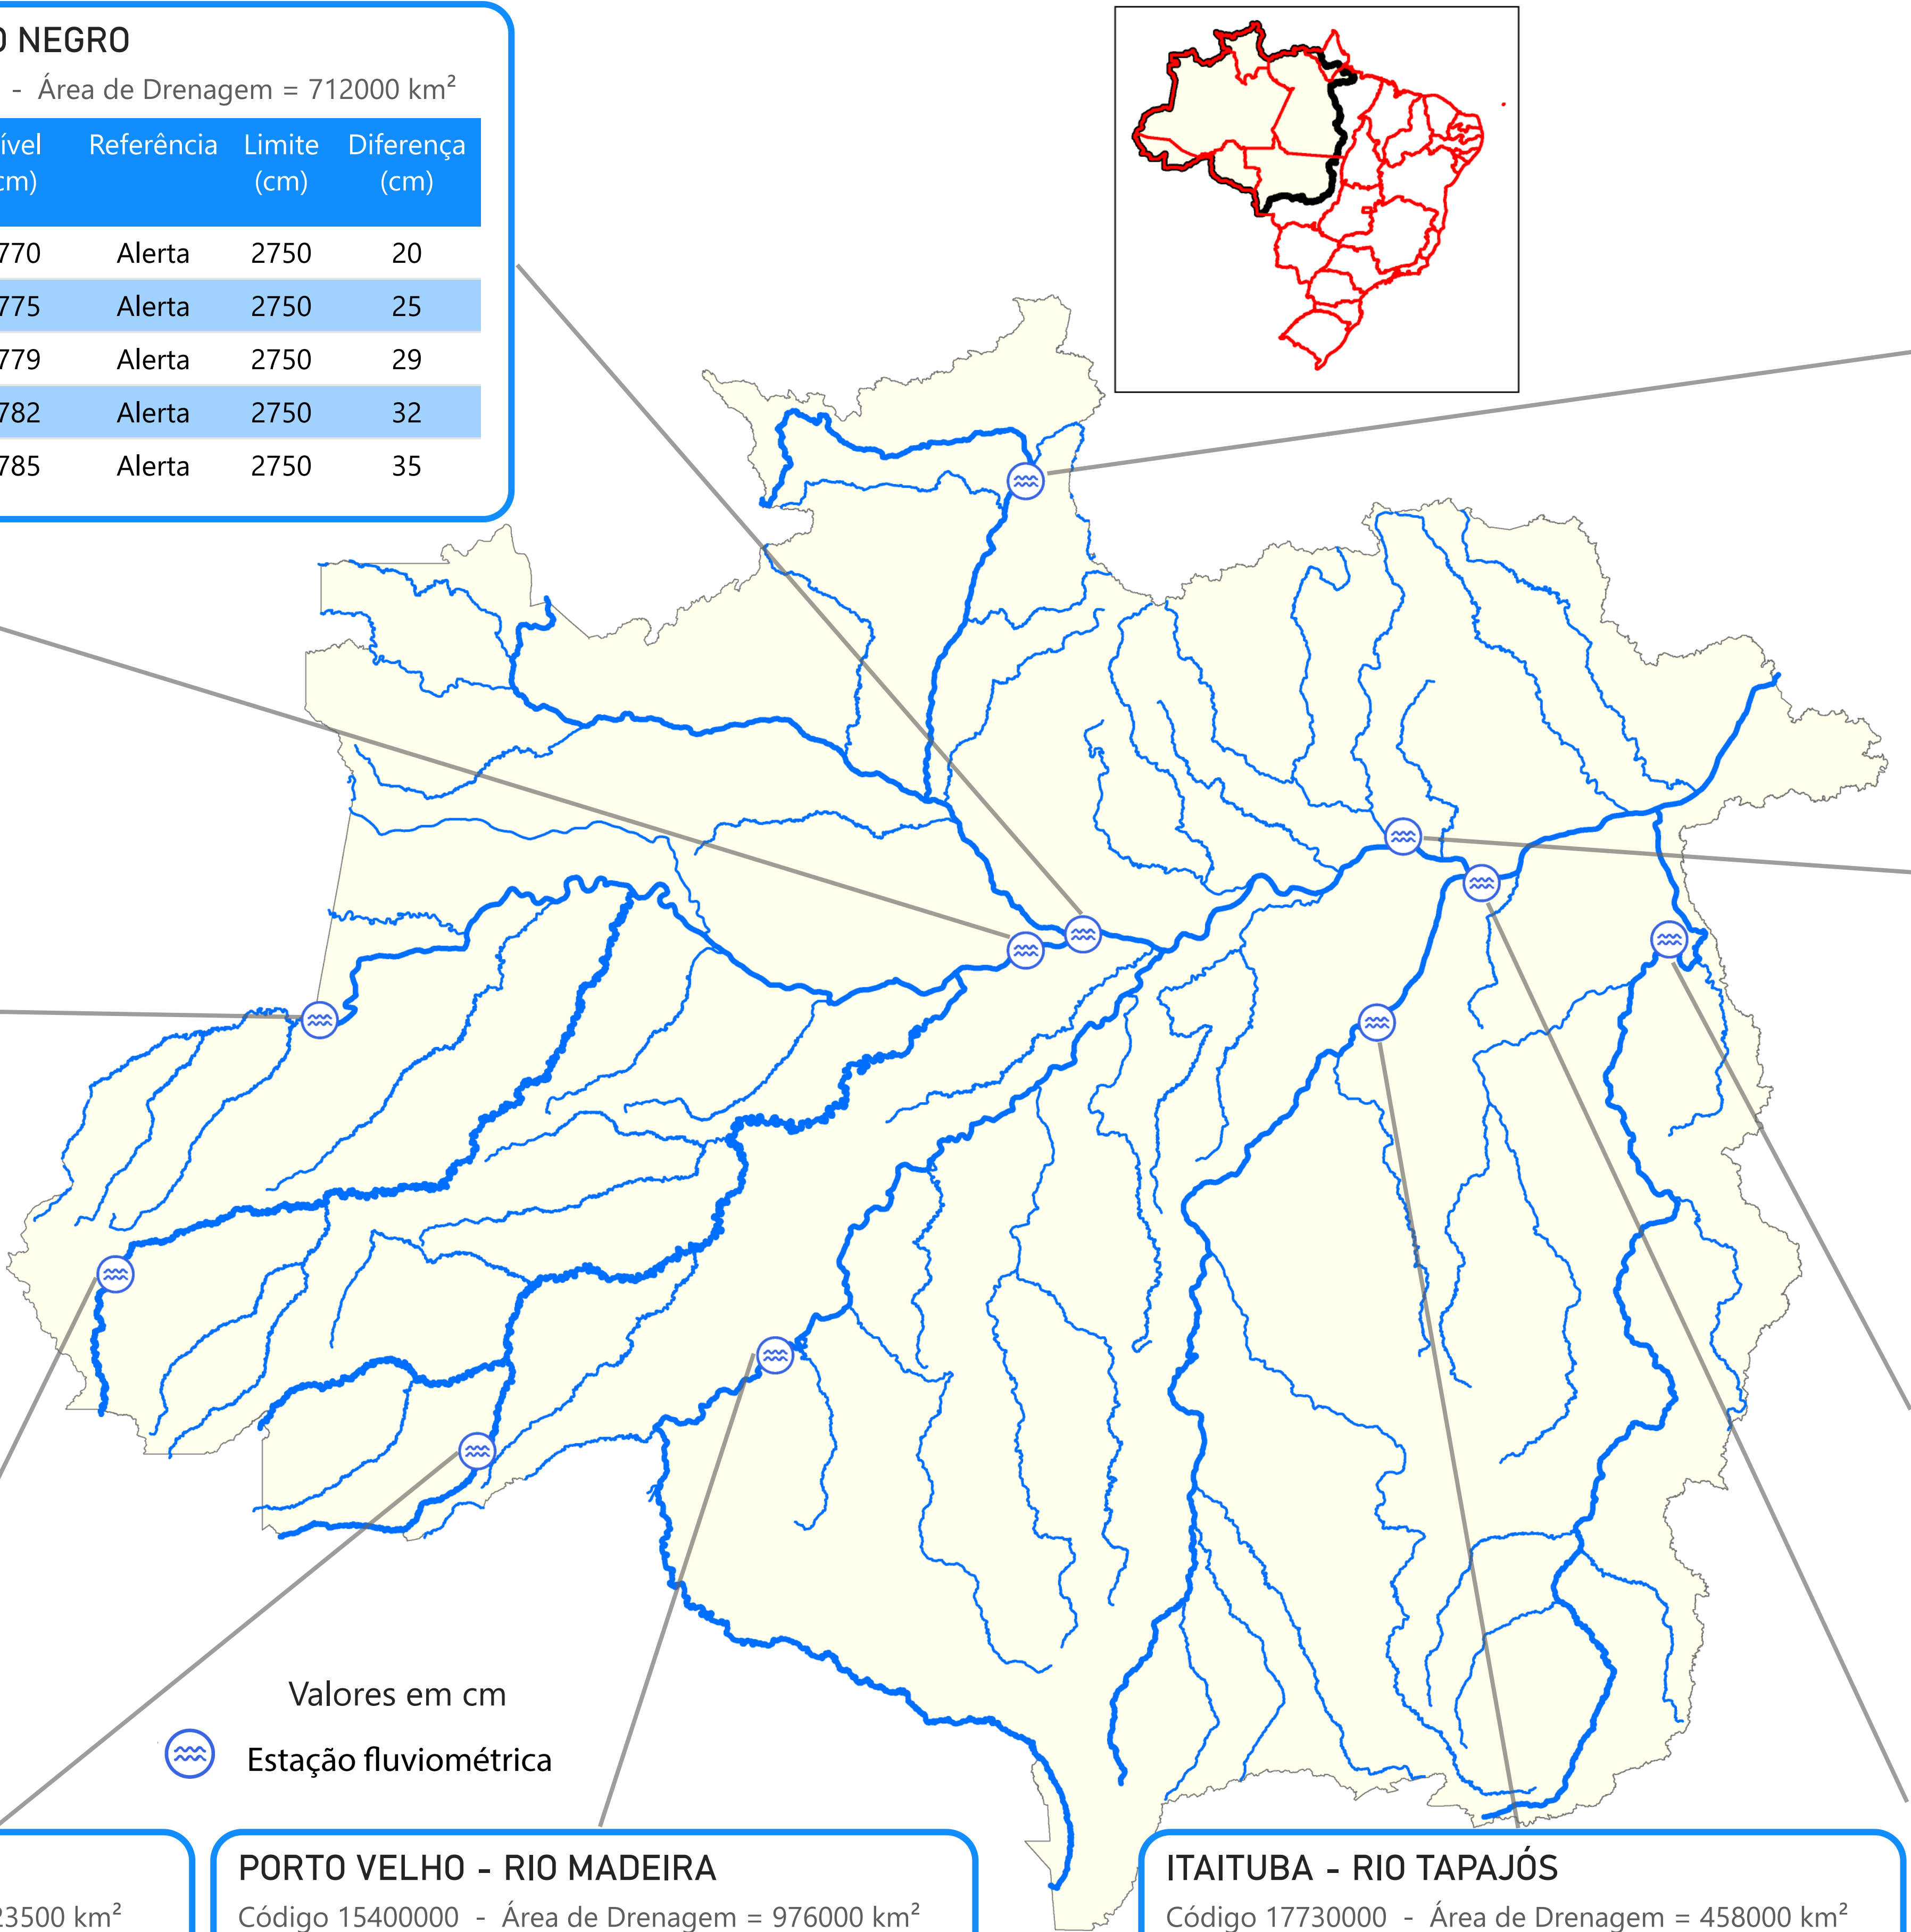 NEGRO
- Área de Drenagem = 712000 km²
Referência Limite Diferença
(cm) (cm)
Alerta 2750 20
Alerta 2750 25
Alerta 2750 29
Alerta 2750 32
Alerta 2750 35
Valores em cm
Estação fluviométrica
23500 km²
PORTO VELHO - RIO MADEIRA
Código 15400000 - Área de Drenagem = 976000 km²
ITAITUBA - RIO TAPAJÓS
Código 17730000 - Área de Drenagem = 458000 km²